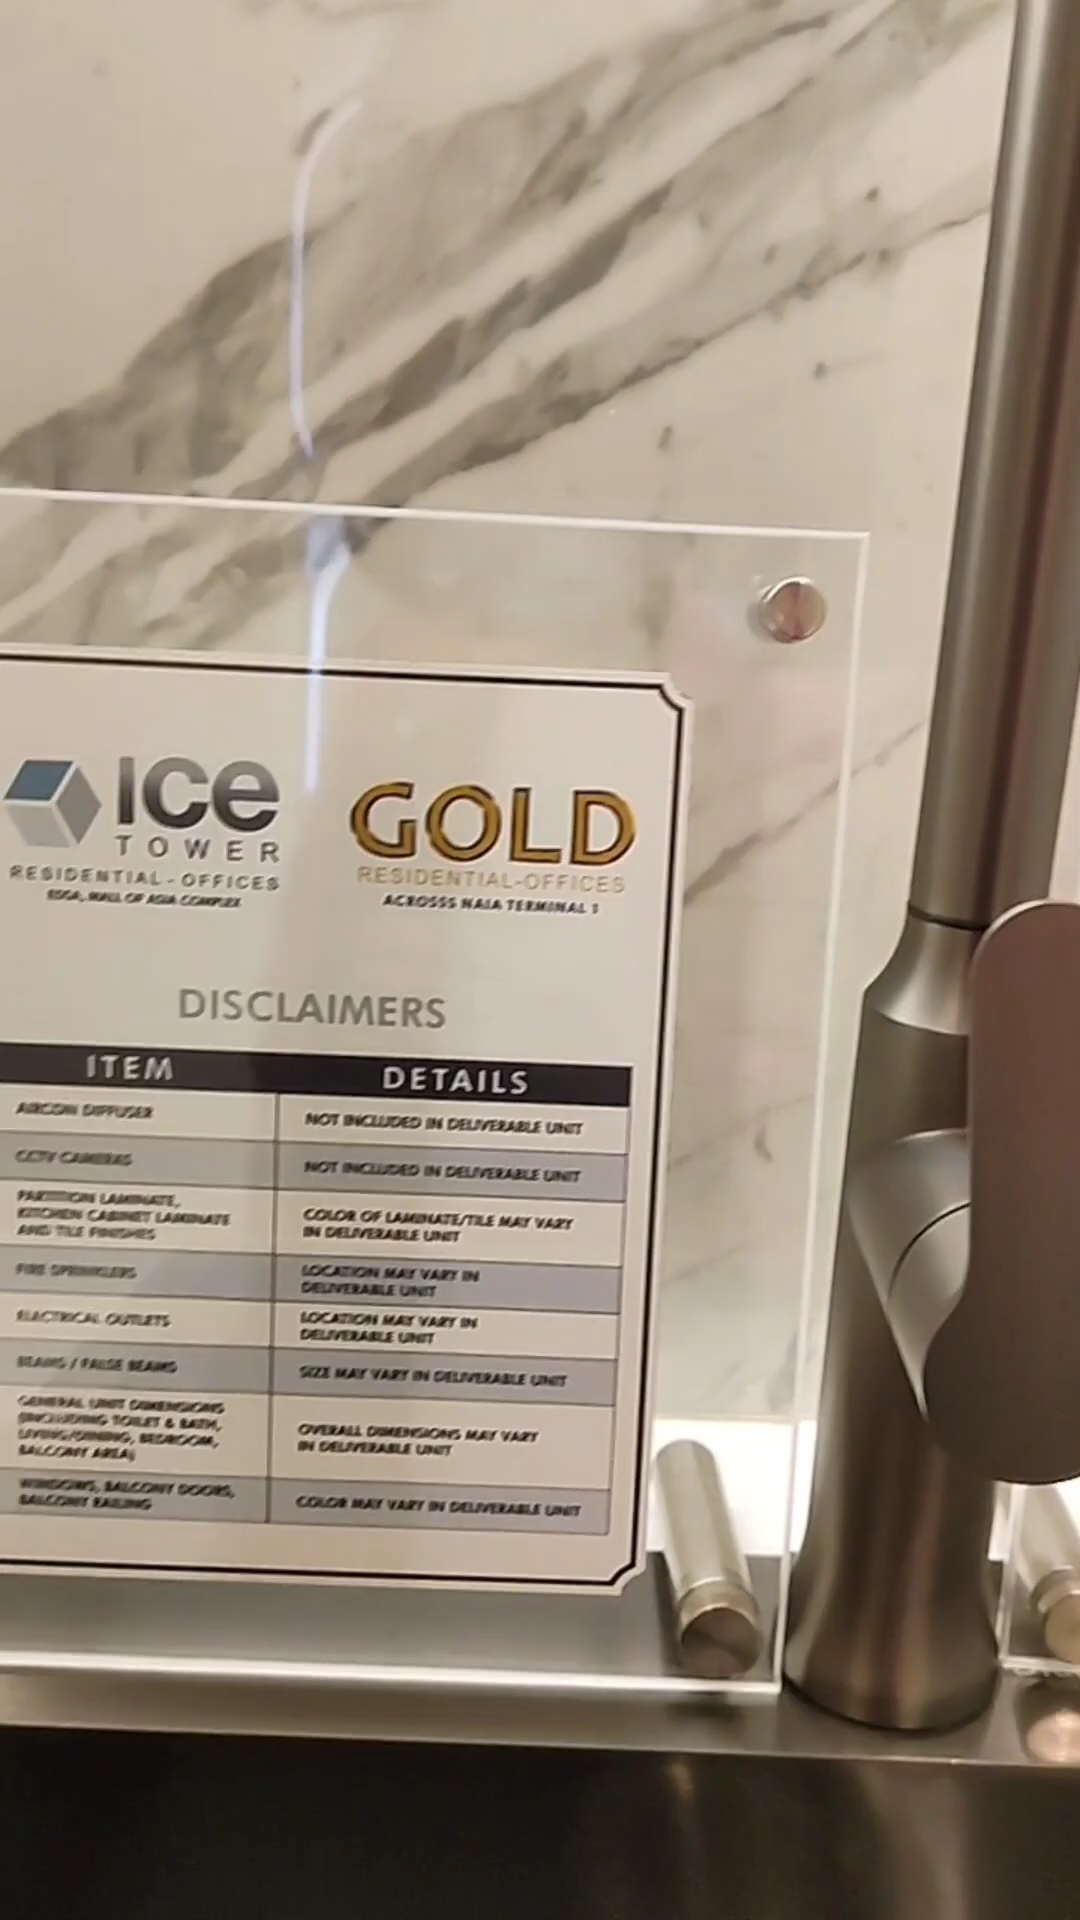 ice
TOWER
RESIDENTIAL-OFFICES
EDSA, MALL OF ASIA COMPLEX
GOLD
RESIDENTIAL-OFFICES
ACROSSS NAIA TERMINAL 1
DISCLAIMERS
ITEM
DETAILS
AIRCON DIFFUSER
NOT INCLUDED IN DELIVERABLE UNIT
CCTV CAMERAS
NOT INCLUDED IN DELIVERABLE UNIT
PARTITION LAMINATE,
KITCHEN CABINET LAMINATE
AND TILE FINISHES
COLOR OF LAMINATE/TILE MAY VARY
IN DELIVERABLE UNIT
FIRE SPRINKLERS
LOCATION MAY VARY IN
DELIVERABLE UNIT
ELECTRICAL OUTLETS
LOCATION MAY VARY IN
DELIVERABLE UNIT
BEAMS / FALSE BEAMS
SIZE MAY VARY IN DELIVERABLE UNIT
GENERAL UNIT DIMENSIONS
(INCLUDING TOILET & BATH,
LIVING/DINING, BEDROOM,
BALCONY AREA)
OVERALL DIMENSIONS MAY VARY
IN DELIVERABLE UNIT
WINDOWS, BALCONY DOORS,
BALCONY RAILING
COLOR MAY VARY IN DELIVERABLE UNIT